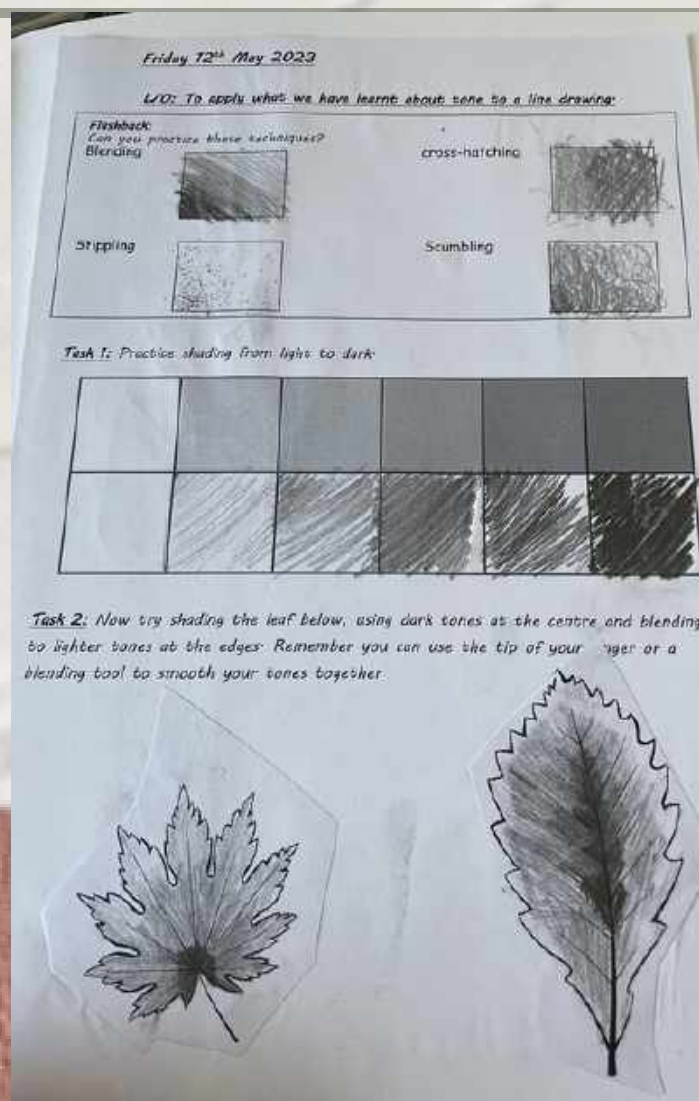 Friday 12th May 2023
L/O: To apply what we have learnt about tone to a line drawing.
Flashback:
Can you practice these techniques?
Blending
cross-hatching
Stippling
Scumbling
Task 1: Practice shading from light to dark.
Task 2: Now try shading the leaf below, using dark tones at the centre and blending
to lighter tones at the edges. Remember you can use the tip of your or a
blending tool to smooth your tones together